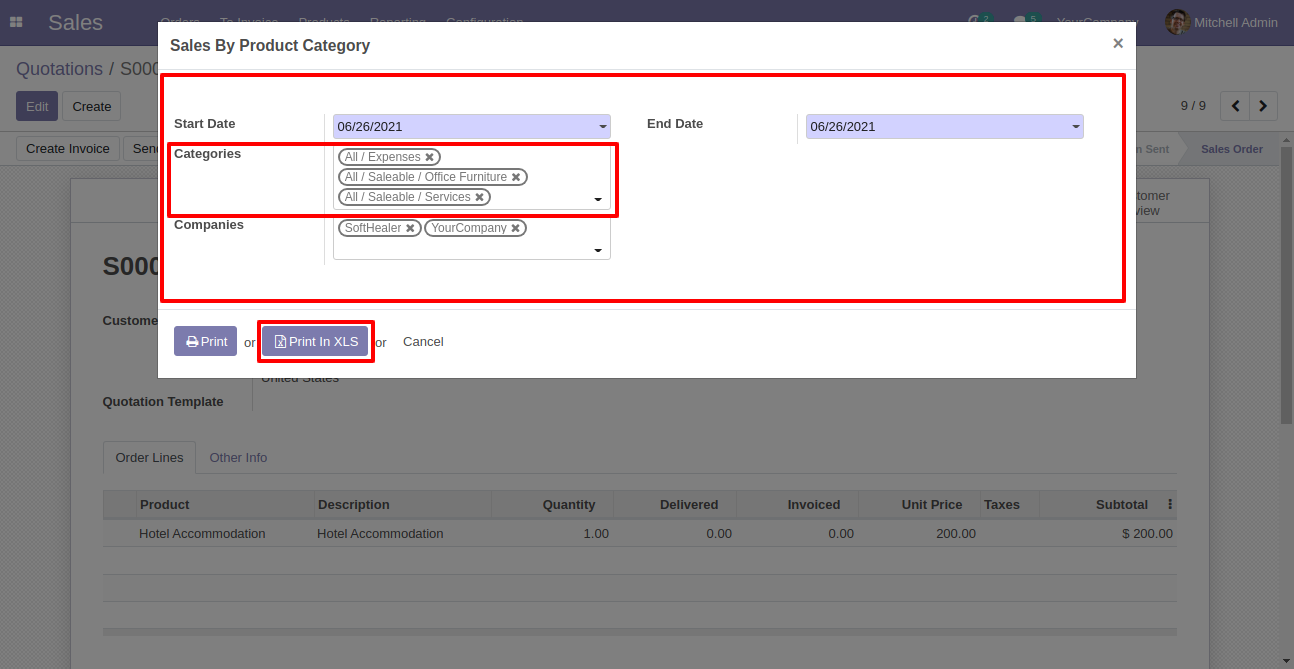 Sales Orders To Invoice Products Reporting Configuration 2 5 YourCompany Mitchell Admin
Sales By Product Category ×
Quotations / S000
Edit Create
9 / 9
Start Date 06/26/2021 End Date 06/26/2021
Create Invoice Sen n Sent Sales Order
Categories All / Expenses ✖
All / Saleable / Office Furniture ✖
All / Saleable / Services ✖
tomer
view
Companies SoftHealer ✖ YourCompany ✖
S000
Custome
Print or Print In XLS or Cancel
United States
Quotation Template
Order Lines Other Info
Product Description Quantity Delivered Invoiced Unit Price Taxes Subtotal
Hotel Accommodation Hotel Accommodation 1.00 0.00 0.00 200.00 $ 200.00